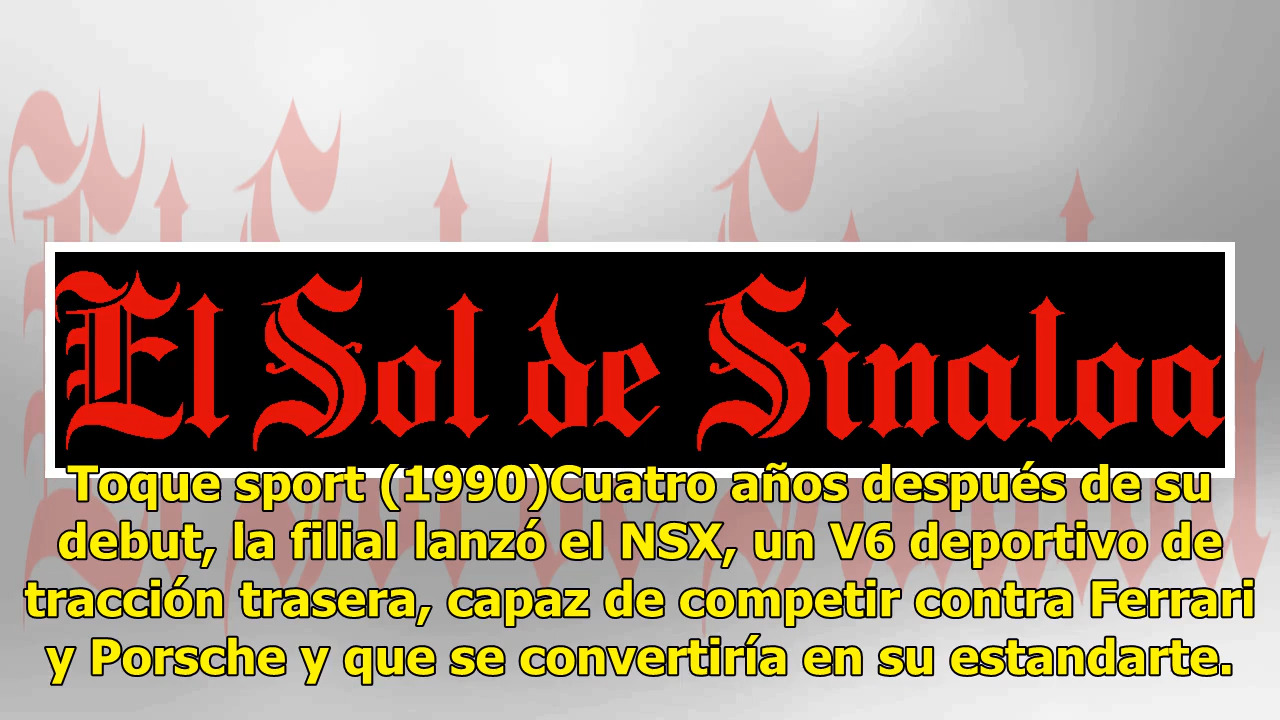 El Sol de Sinaloa
Toque sport (1990)Cuatro años después de su
debut, la filial lanzó el NSX, un V6 deportivo de
tracción trasera, capaz de competir contra Ferrari
y Porsche y que se convertiría en su estandarte.